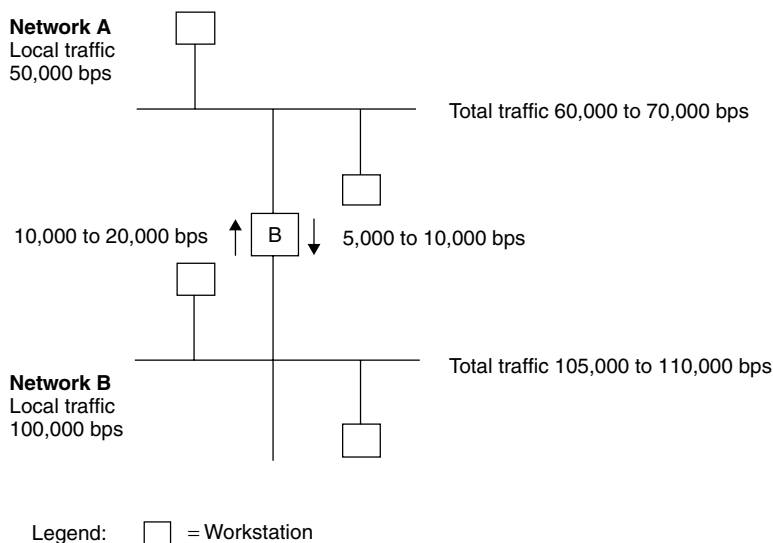 Network A
Local traffic
50,000 bps
Total traffic 60,000 to 70,000 bps
10,000 to 20,000 bps
B
5,000 to 10,000 bps
Total traffic 105,000 to 110,000 bps
Network B
Local traffic
100,000 bps
Legend:
= Workstation